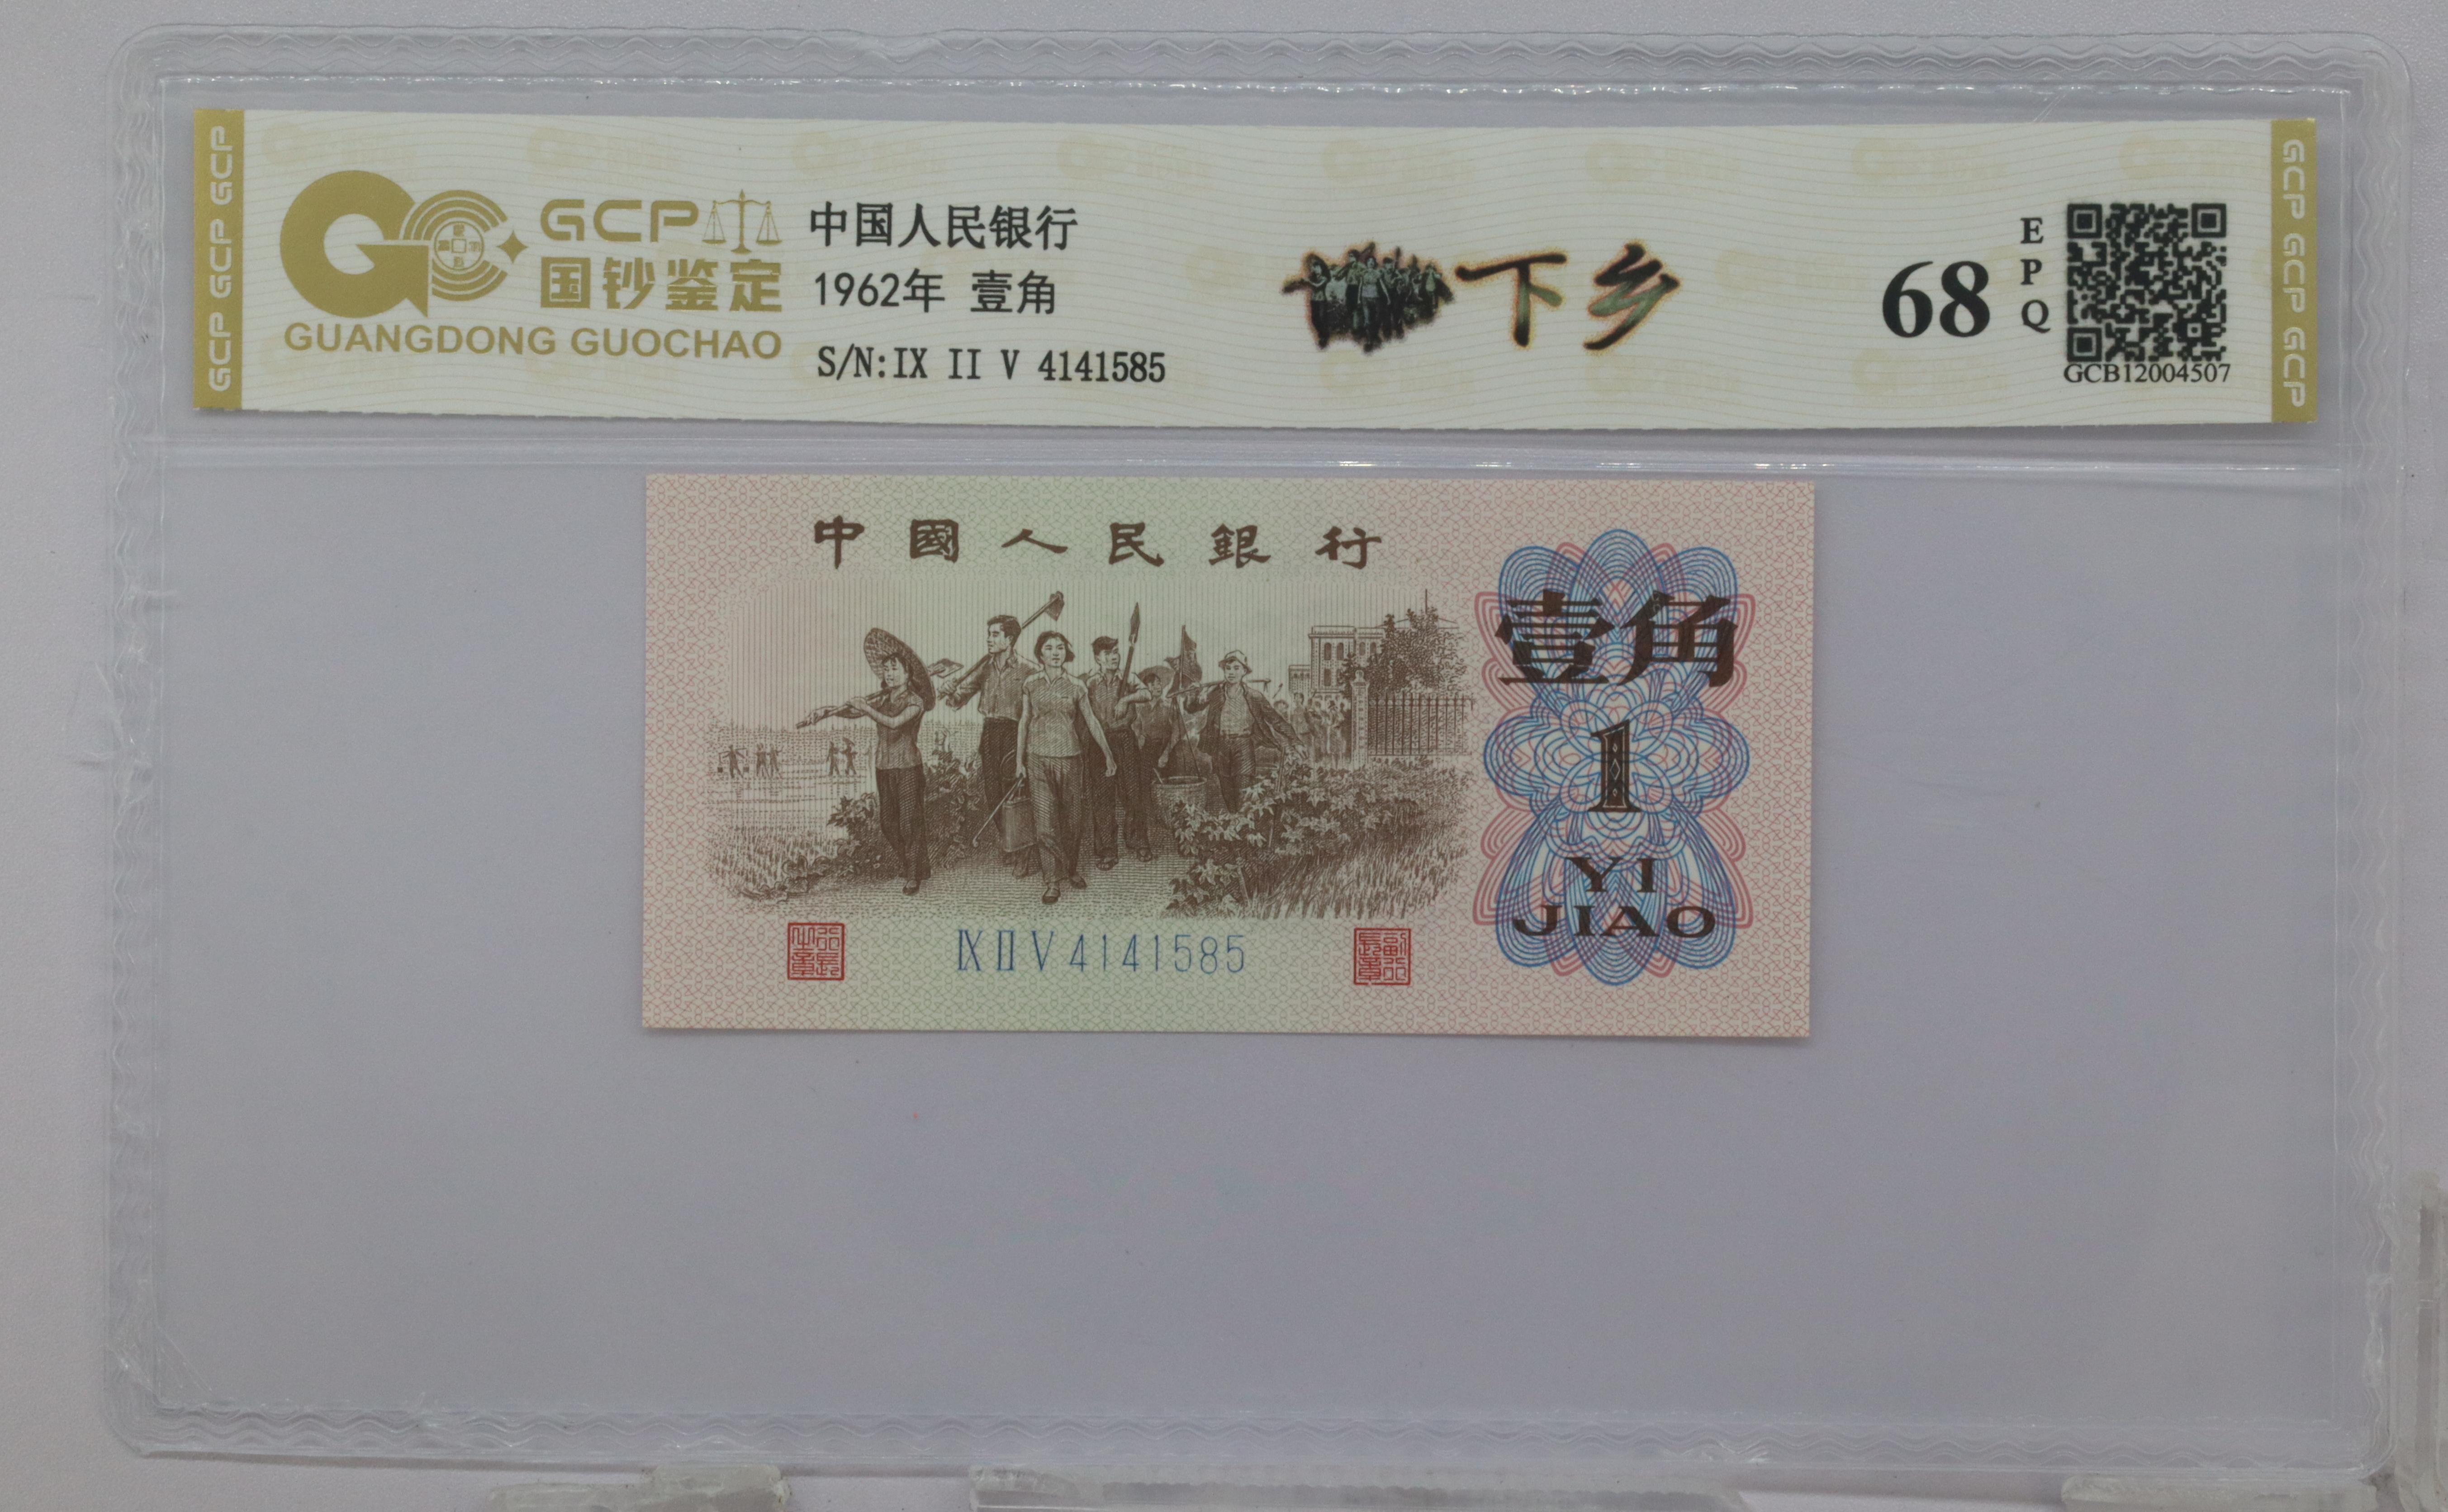 GCP GCP GCP
GCP
国钞鉴定
GUANGDONG GUOCHAO
中国人民银行
1962年 壹角
S/N:IX II V 4141585
下乡
68
EPQ
GCB12004507
GCP GCP GCP
中國人民銀行
壹角
1
YI
JIAO
IX II V 4141585